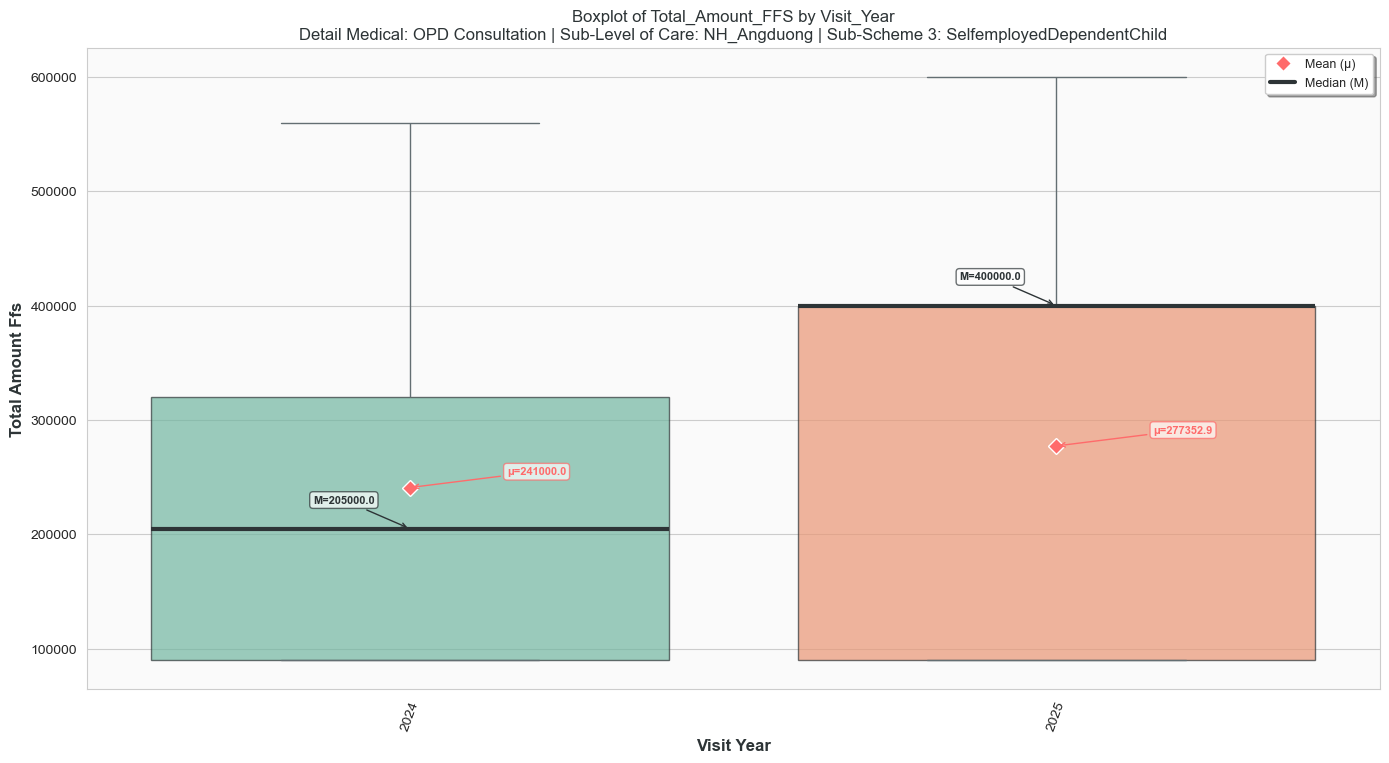 Boxplot of Total_Amount_FFS by Visit_Year
Detail Medical: OPD Consultation | Sub-Level of Care: NH_Angduong | Sub-Scheme 3: SelfemployedDependentChild
Mean (μ)
Median (M)
Total Amount Ffs
600000
500000
400000
300000
200000
100000
M=205000.0
μ=241000.0
M=400000.0
μ=277352.9
2024
2025
Visit Year